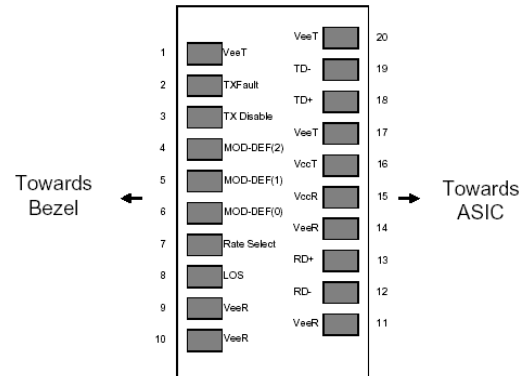 VeeT 20
1 VeeT
TD- 19
2 TXFault
TD+ 18
3 TX Disable
VeeT 17
4 MOD-DEF(2)
VccT 16
5 MOD-DEF(1)
VccR 15
6 MOD-DEF(0)
VeeR 14
7 Rate Select
RD+ 13
8 LOS
RD- 12
9 VeeR
VeeR 11
10 VeeR
Towards
Bezel
Towards
ASIC